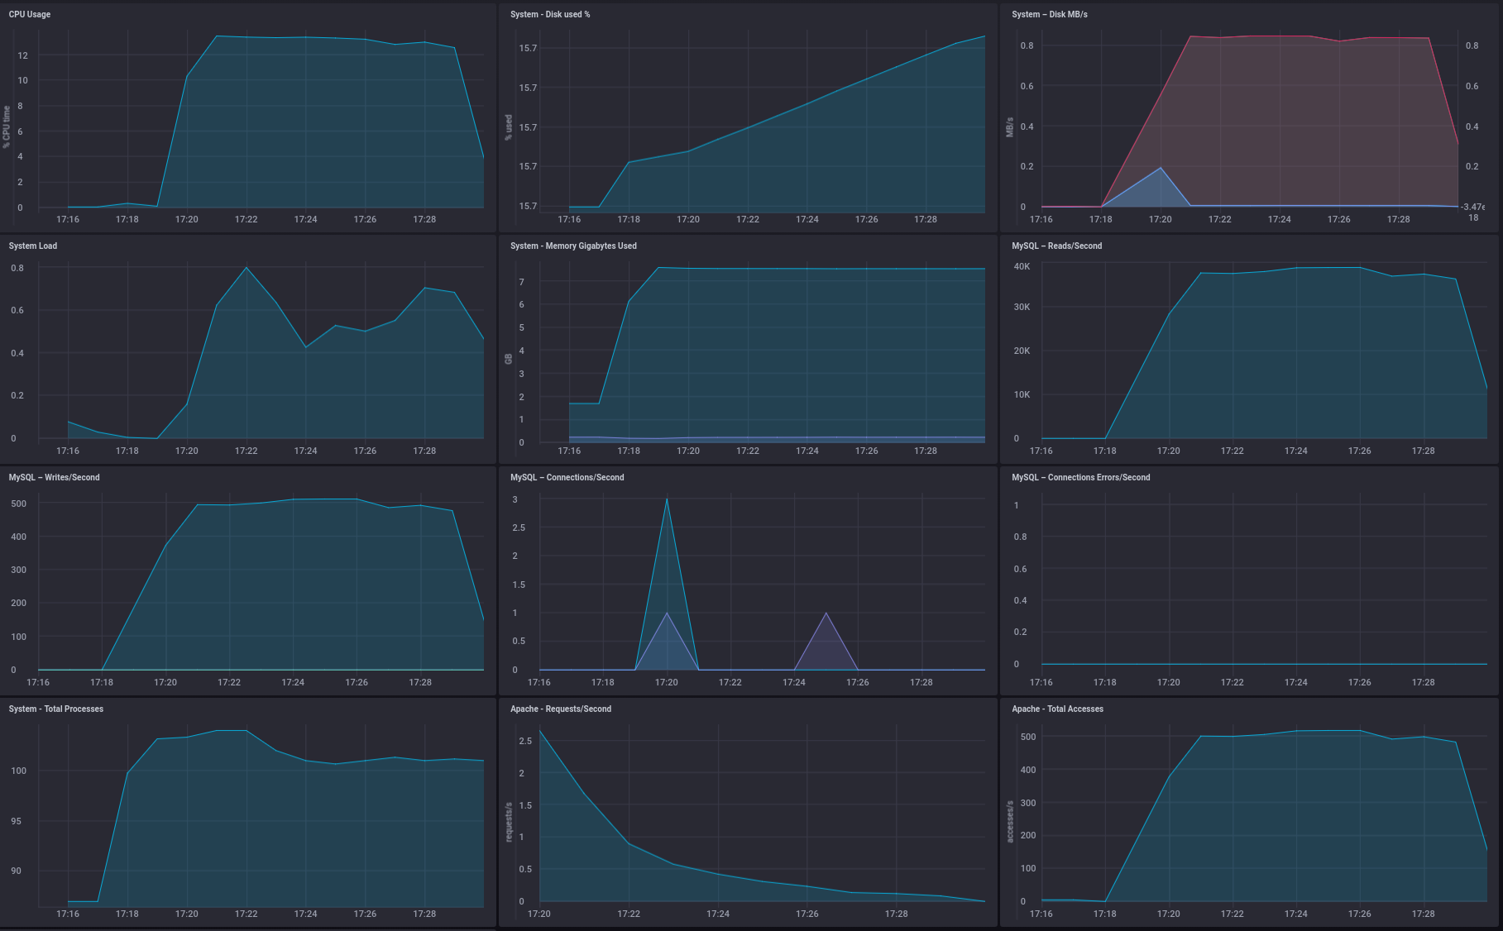 CPU Usage
% CPU time
12
10
8
6
4
2
0
17:16 17:18 17:20 17:22 17:24 17:26 17:28
System - Disk used %
% used
15.7
15.7
15.7
15.7
15.7
17:16 17:18 17:20 17:22 17:24 17:26 17:28
System – Disk MB/s
MB/s
0.8 0.8
0.6 0.6
0.4 0.4
0.2 0.2
0 -3.47e
18
17:16 17:18 17:20 17:22 17:24 17:26 17:28
System Load
0.8
0.6
0.4
0.2
0
17:16 17:18 17:20 17:22 17:24 17:26 17:28
System - Memory Gigabytes Used
GB
7
6
5
4
3
2
1
0
17:16 17:18 17:20 17:22 17:24 17:26 17:28
MySQL – Reads/Second
40K
30K
20K
10K
0
17:16 17:18 17:20 17:22 17:24 17:26 17:28
MySQL – Writes/Second
500
400
300
200
100
0
17:16 17:18 17:20 17:22 17:24 17:26 17:28
MySQL – Connections/Second
3
2.5
2
1.5
1
0.5
0
17:16 17:18 17:20 17:22 17:24 17:26 17:28
MySQL – Connections Errors/Second
1
0.8
0.6
0.4
0.2
0
17:16 17:18 17:20 17:22 17:24 17:26 17:28
System - Total Processes
100
95
90
17:16 17:18 17:20 17:22 17:24 17:26 17:28
Apache - Requests/Second
requests/s
2.5
2
1.5
1
0.5
0
17:20 17:22 17:24 17:26 17:28
Apache - Total Accesses
accesses/s
500
400
300
200
100
0
17:16 17:18 17:20 17:22 17:24 17:26 17:28